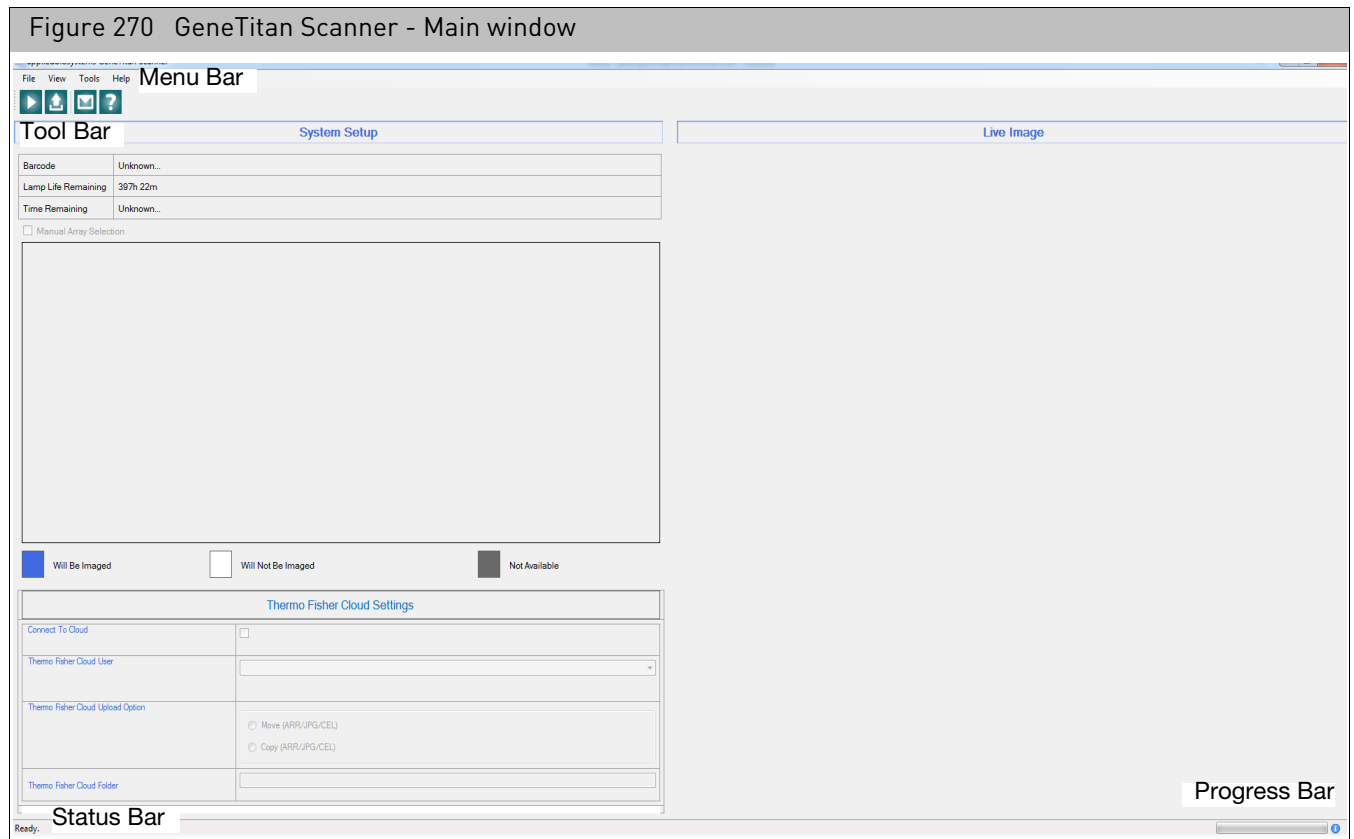 Figure 270 GeneTitan Scanner - Main window
File View Tools Help Menu Bar
Tool Bar
System Setup
Live Image
Barcode Unknown...
Lamp Life Remaining 397h 22m
Time Remaining Unknown...
Manual Array Selection
Will Be Imaged Will Not Be Imaged Not Available
Thermo Fisher Cloud Settings
Connect To Cloud
Thermo Fisher Cloud User
Thermo Fisher Cloud Upload Option
Move (ARR/JPG/CEL)
Copy (ARR/JPG/CEL)
Thermo Fisher Cloud Folder
Progress Bar
Status Bar
Ready.